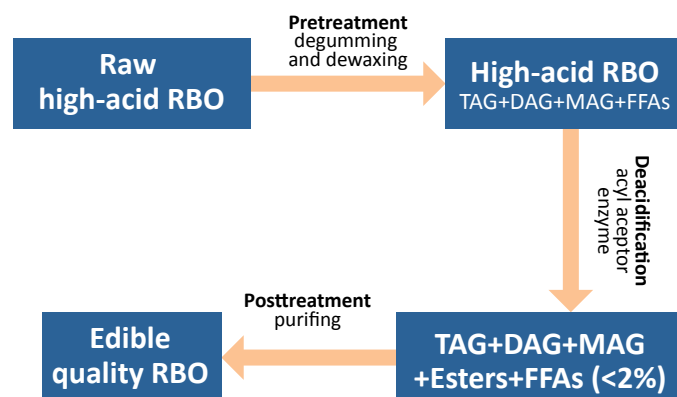 Raw
high-acid RBO
Pretreatment
degumming
and dewaxing
High-acid RBO
TAG+DAG+MAG+FFAs
Deacidification
acyl aceptor
enzyme
TAG+DAG+MAG
+Esters+FFAs (<2%)
Posttreatment
purifing
Edible
quality RBO